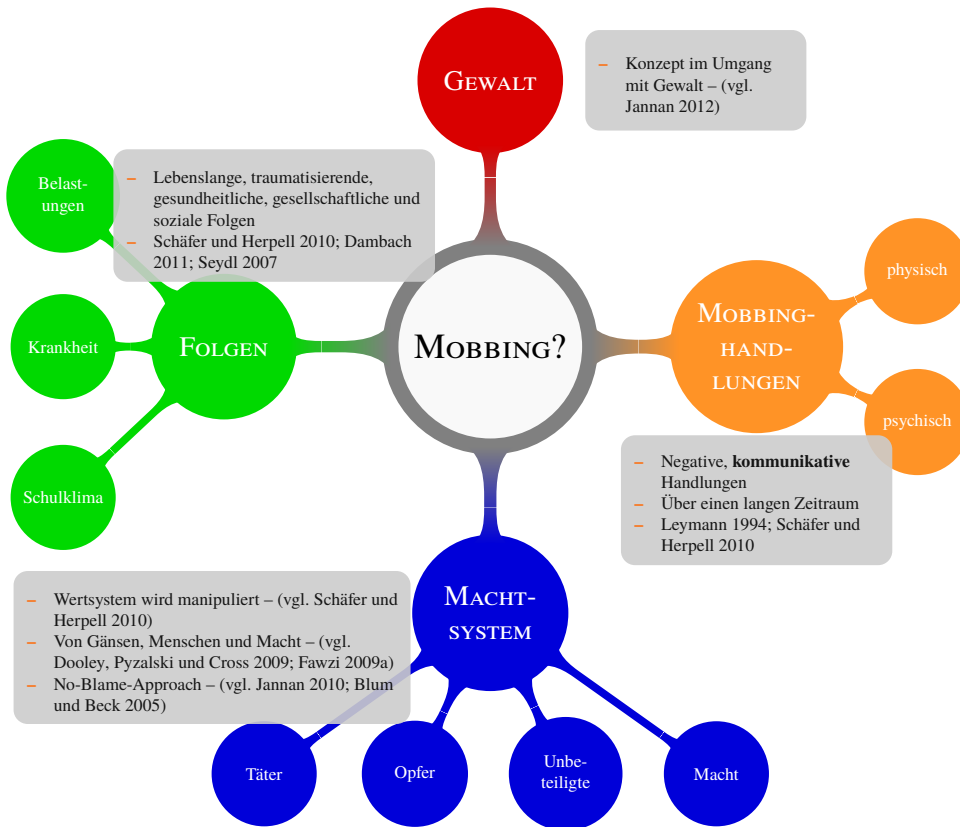 GEWALT
– Konzept im Umgang
mit Gewalt – (vgl.
Jannan 2012)
Belast-
ungen
– Lebenslange, traumatisierende,
gesundheitliche, gesellschaftliche und
soziale Folgen
– Schäfer und Herpell 2010; Dambach
2011; Seydl 2007
physisch
Krankheit
FOLGEN
MOBBING?
MOBBING-
HAND-
LUNGEN
psychisch
Schulklima
– Negative, kommunikative
Handlungen
– Über einen langen Zeitraum
– Leymann 1994; Schäfer und
Herpell 2010
– Wertsystem wird manipuliert – (vgl. Schäfer und
Herpell 2010)
– Von Gänsen, Menschen und Macht – (vgl.
Dooley, Pyzalski und Cross 2009; Fawzi 2009a)
– No-Blame-Approach – (vgl. Jannan 2010; Blum
und Beck 2005)
MACHT-
SYSTEM
Täter
Opfer
Unbe-
teiligte
Macht